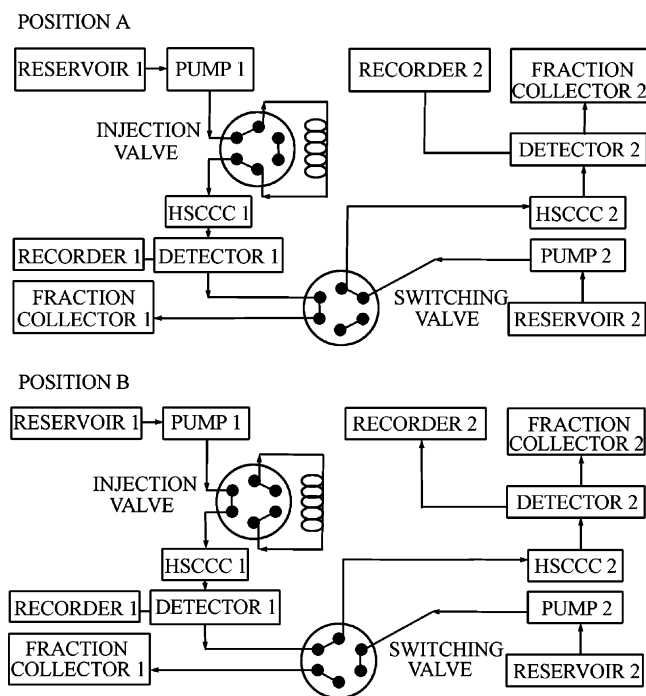 POSITION A
RESERVOIR 1
PUMP 1
RECORDER 2
FRACTION
COLLECTOR 2
INJECTION
VALVE
DETECTOR 2
HSCCC 1
HSCCC 2
RECORDER 1
DETECTOR 1
PUMP 2
FRACTION
COLLECTOR 1
SWITCHING
VALVE
RESERVOIR 2
POSITION B
RESERVOIR 1
PUMP 1
RECORDER 2
FRACTION
COLLECTOR 2
INJECTION
VALVE
DETECTOR 2
HSCCC 1
HSCCC 2
RECORDER 1
DETECTOR 1
PUMP 2
FRACTION
COLLECTOR 1
SWITCHING
VALVE
RESERVOIR 2